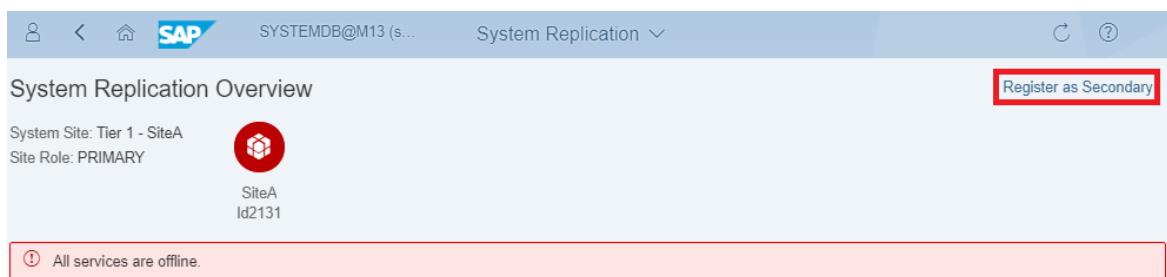 SAP SYSTEMDB@M13 (s... System Replication
System Replication Overview
Register as Secondary
System Site: Tier 1 - SiteA
Site Role: PRIMARY
SiteA
Id2131
All services are offline.